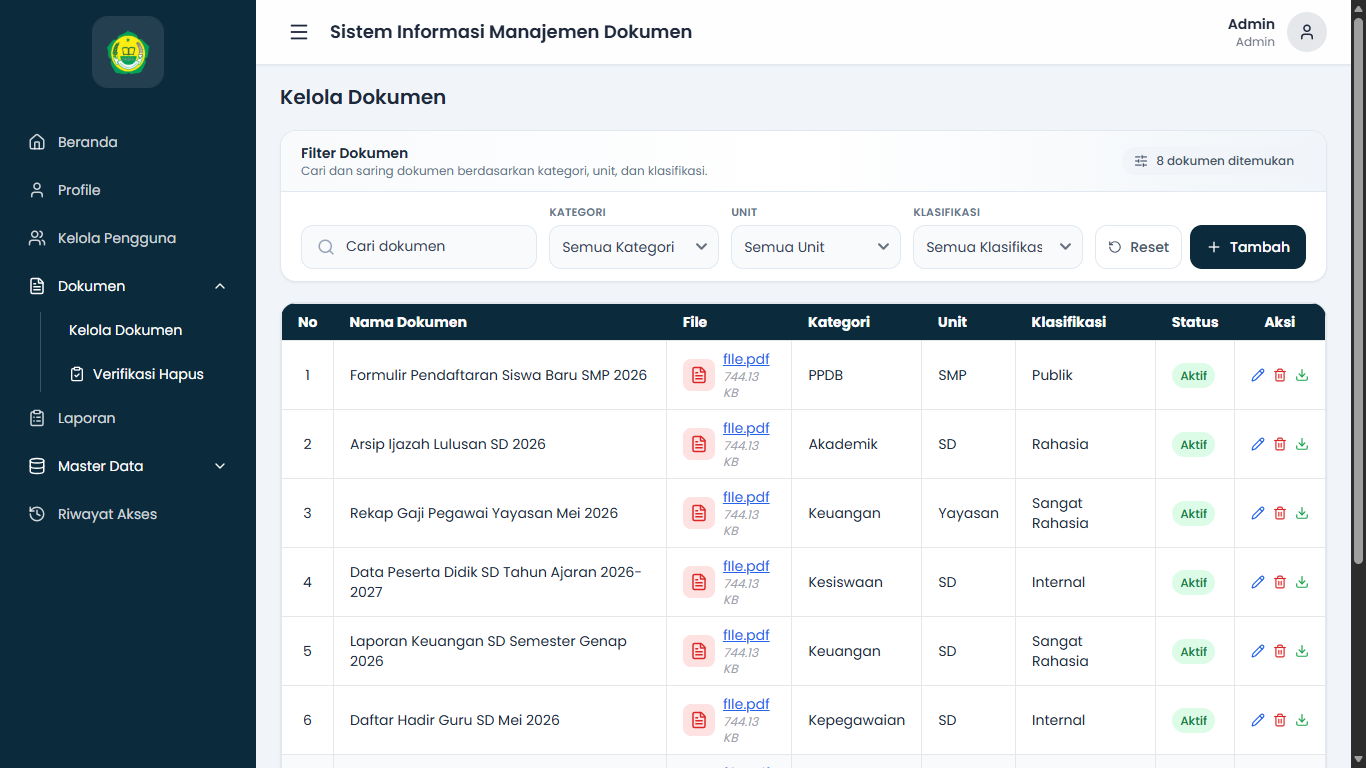 Sistem Informasi Manajemen Dokumen
Admin
Admin
Beranda
Profile
Kelola Pengguna
Dokumen
Kelola Dokumen
Verifikasi Hapus
Laporan
Master Data
Riwayat Akses
Kelola Dokumen
Filter Dokumen
Cari dan saring dokumen berdasarkan kategori, unit, dan klasifikasi.
8 dokumen ditemukan
KATEGORI UNIT KLASIFIKASI
Cari dokumen Semua Kategori Semua Unit Semua Klasifikas Reset Tambah
No Nama Dokumen File Kategori Unit Klasifikasi Status Aksi
1 Formulir Pendaftaran Siswa Baru SMP 2026 fIle.pdf 744.13 KB PPDB SMP Publik Aktif
2 Arsip Ijazah Lulusan SD 2026 fIle.pdf 744.13 KB Akademik SD Rahasia Aktif
3 Rekap Gaji Pegawai Yayasan Mei 2026 fIle.pdf 744.13 KB Keuangan Yayasan Sangat Rahasia Aktif
4 Data Peserta Didik SD Tahun Ajaran 2026-2027 fIle.pdf 744.13 KB Kesiswaan SD Internal Aktif
5 Laporan Keuangan SD Semester Genap 2026 fIle.pdf 744.13 KB Keuangan SD Sangat Rahasia Aktif
6 Daftar Hadir Guru SD Mei 2026 fIle.pdf 744.13 KB Kepegawaian SD Internal Aktif